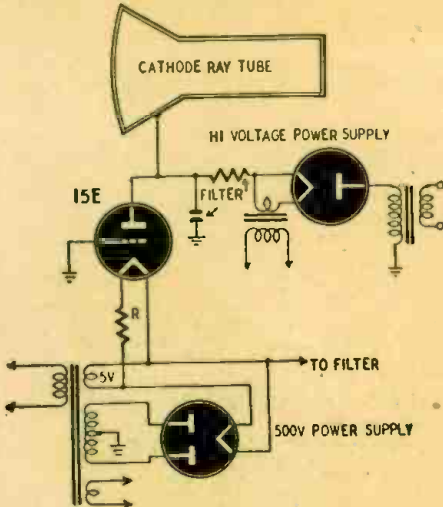 CATHODE RAY TUBE
HI VOLTAGE POWER SUPPLY
15E
FILTER
R
5V
TO FILTER
500V POWER SUPPLY